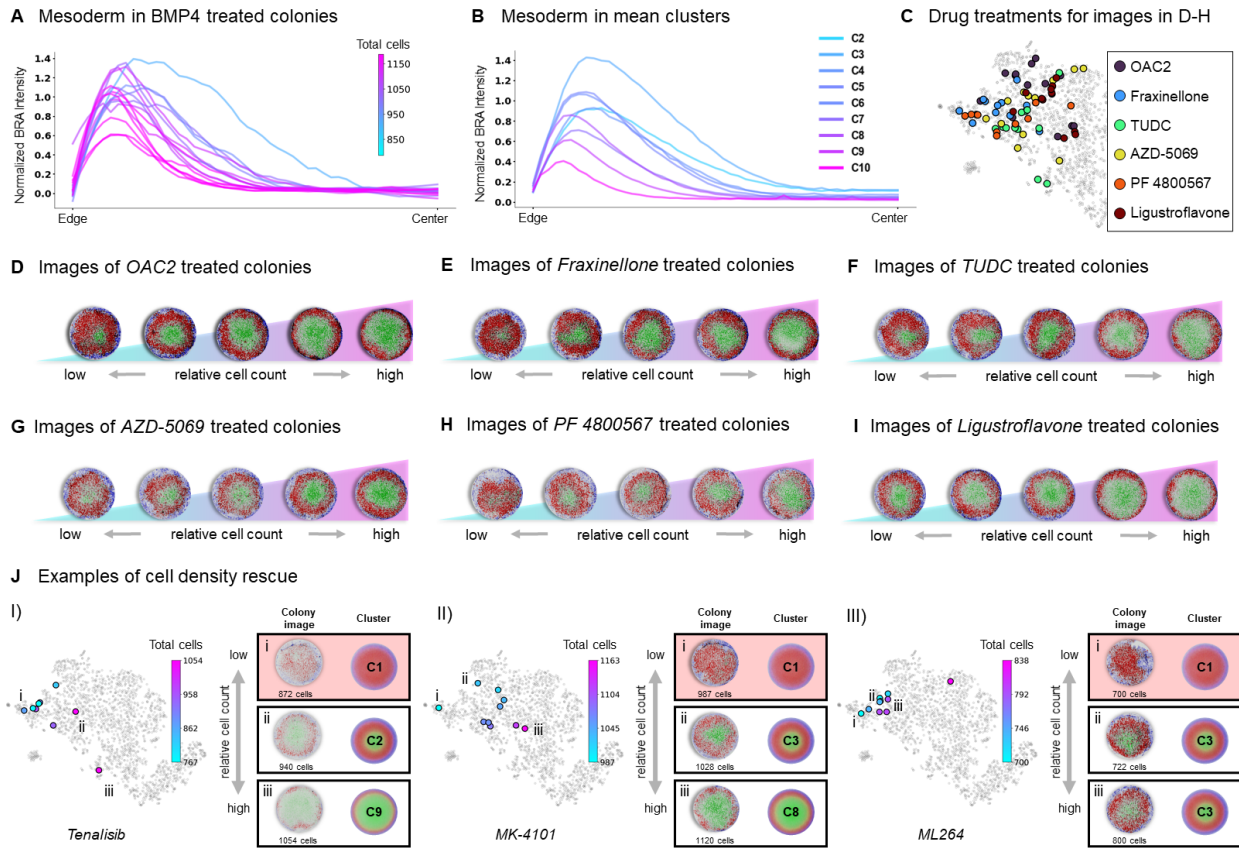 A Mesoderm in BMP4 treated colonies
Normalized BRA Intensity
1.4
1.2
1.0
0.8
0.6
0.4
0.2
0.0
Edge
Center
Total cells
1150
1050
950
850
B Mesoderm in mean clusters
Normalized BRA Intensity
1.4
1.2
1.0
0.8
0.6
0.4
0.2
0.0
Edge
Center
C2
C3
C4
C5
C6
C7
C8
C9
C10
C Drug treatments for images in D-H
OAC2
Fraxinellone
TUDC
AZD-5069
PF 4800567
Ligustroflavone
D Images of OAC2 treated colonies
low relative cell count high
E Images of Fraxinellone treated colonies
low relative cell count high
F Images of TUDC treated colonies
low relative cell count high
G Images of AZD-5069 treated colonies
low relative cell count high
H Images of PF 4800567 treated colonies
low relative cell count high
I Images of Ligustroflavone treated colonies
low relative cell count high
J Examples of cell density rescue
I)
Total cells
1054
958
862
767
i
ii
iii
Tenalisib
low
relative cell count
high
Colony image
Cluster
i
C1
872 cells
ii
C2
940 cells
iii
C9
1054 cells
II)
Total cells
1163
1104
1045
987
i
ii
iii
MK-4101
low
relative cell count
high
Colony image
Cluster
i
C1
987 cells
ii
C3
1028 cells
iii
C8
1120 cells
III)
Total cells
838
792
746
700
i
ii
iii
ML264
low
relative cell count
high
Colony image
Cluster
i
C1
700 cells
ii
C3
722 cells
iii
C3
800 cells